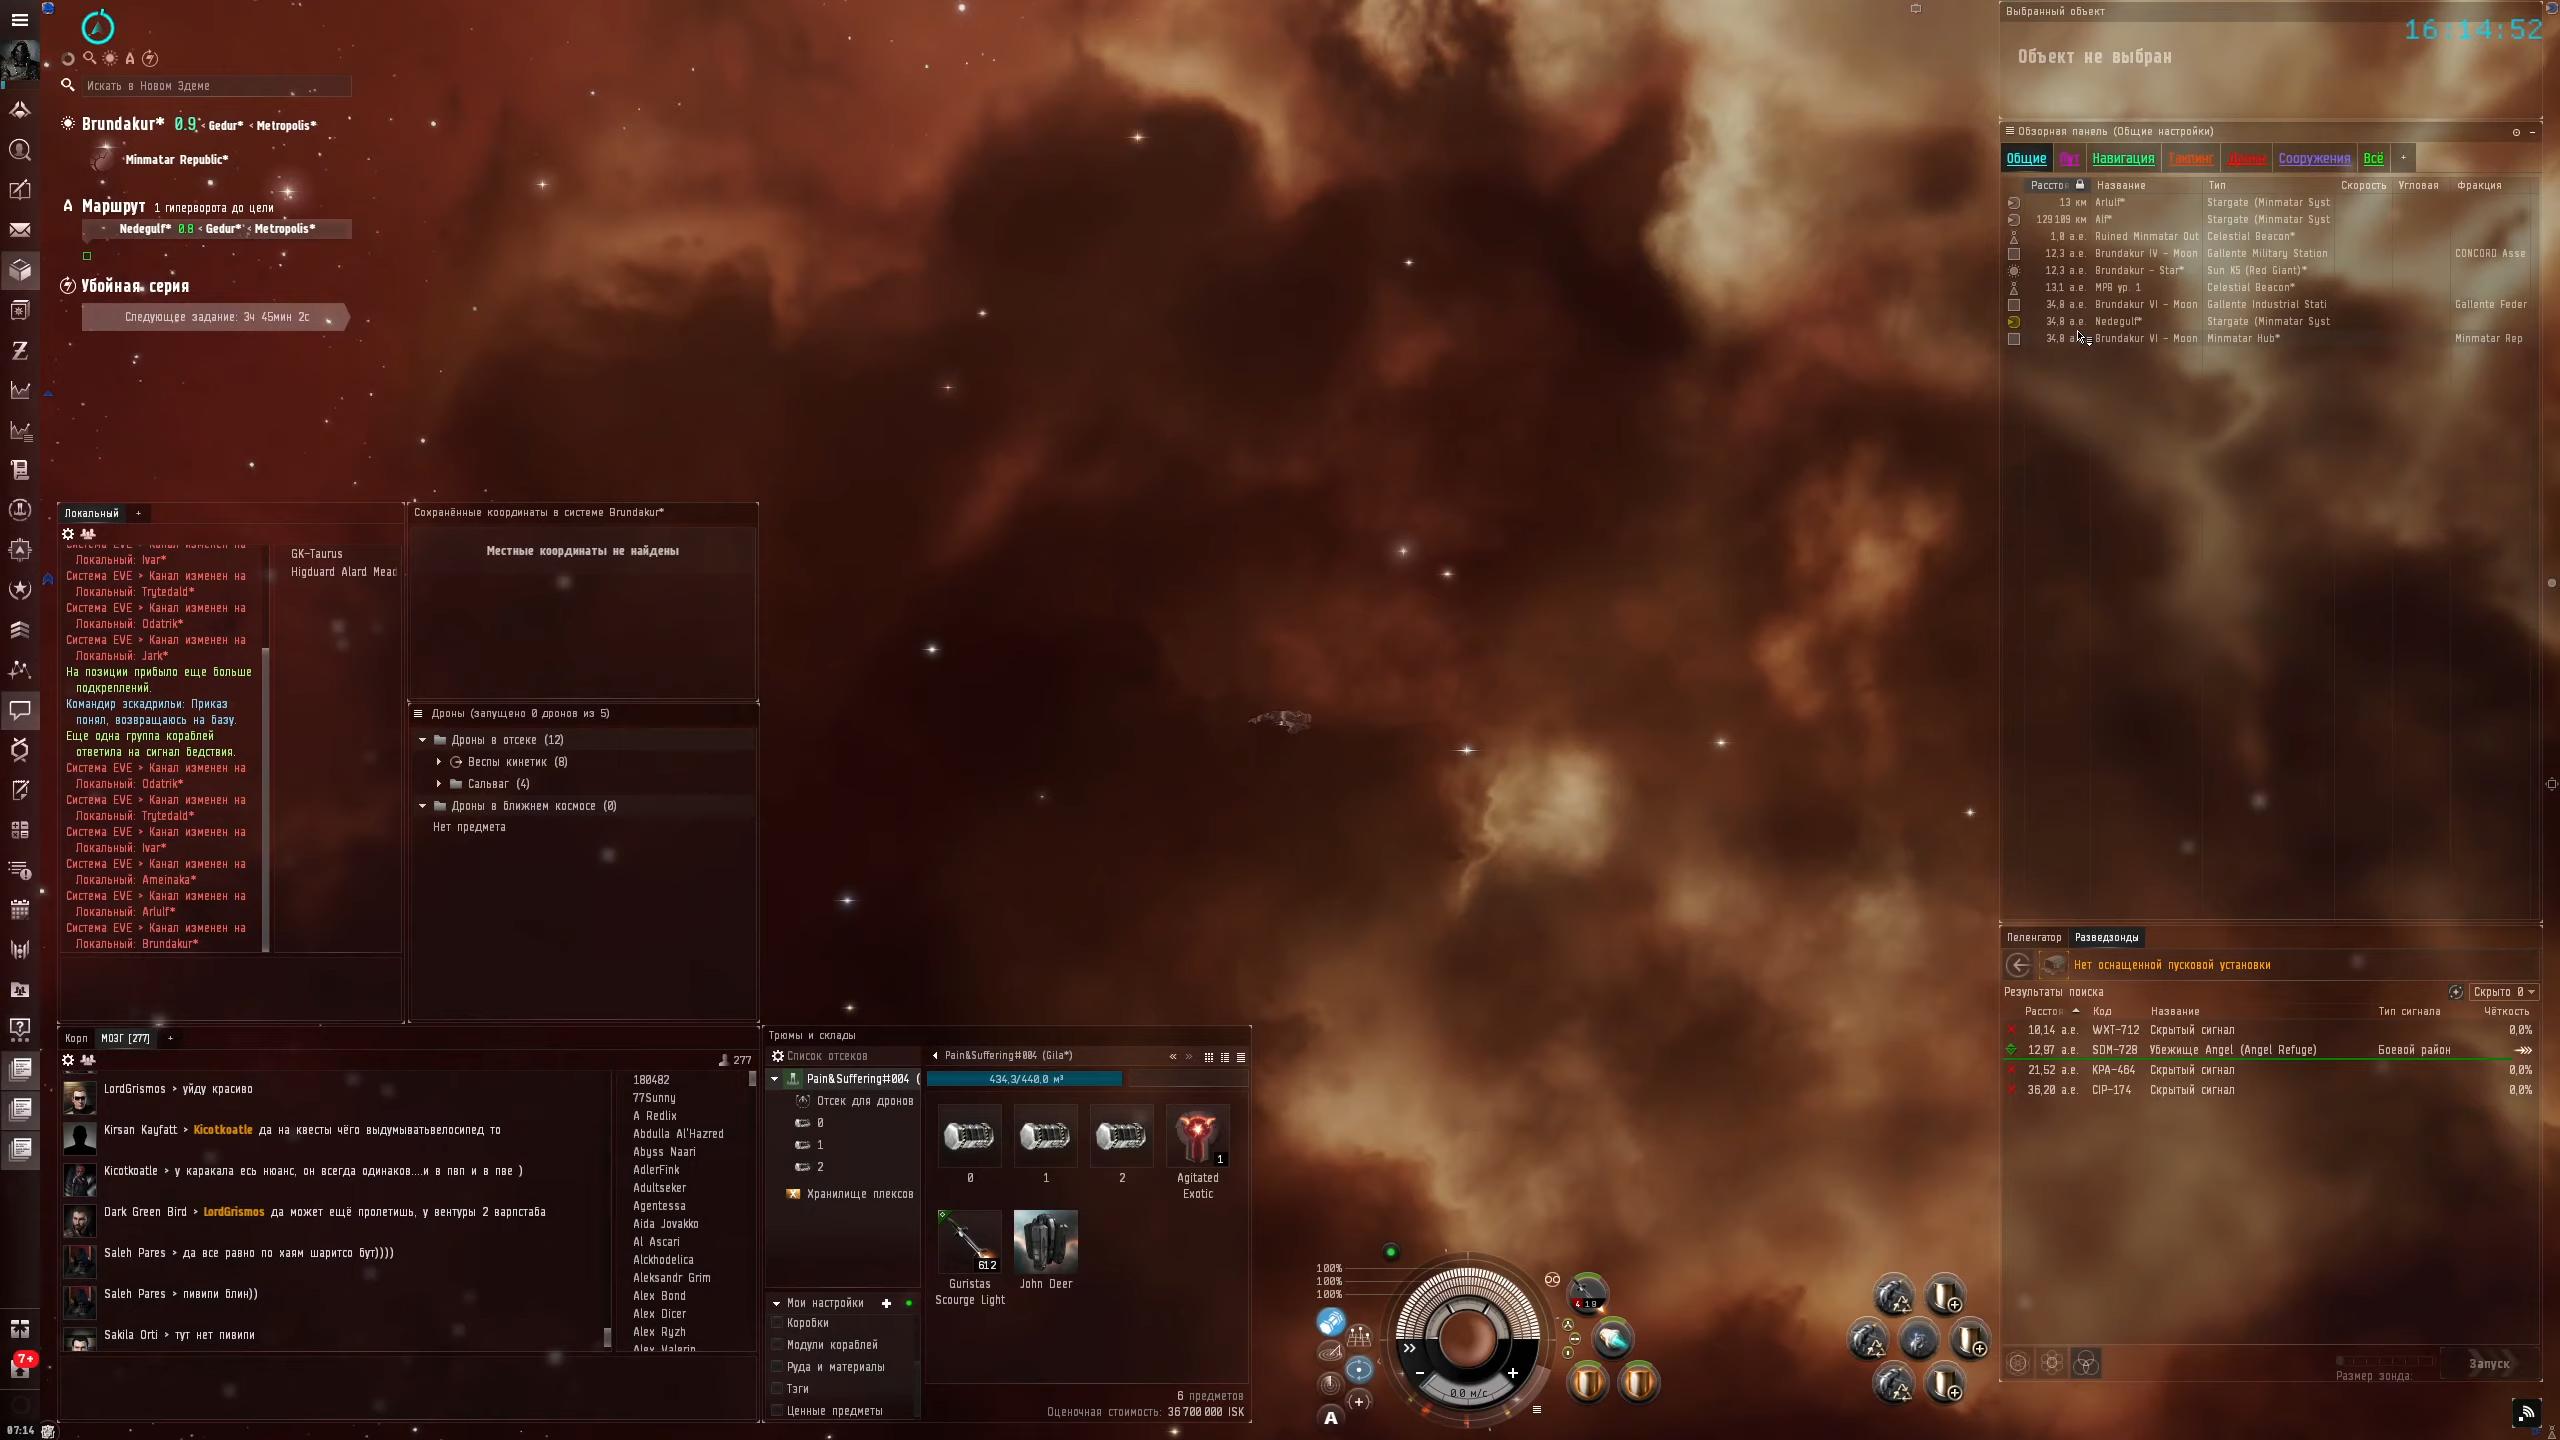 Искать в Новом Эдеме
Brundakur* 0.9 < Gedur* < Metropolis*
Minmatar Republic*
Маршрут 1 гиперворота до цели
Nedegulf* 0.8 < Gedur* < Metropolis*
Убойная серия
Следующее задание: 3ч 45мин 2с
Выбранный объект
16:14:52
Объект не выбран
Обзорная панель (Общие настройки)
Общие Лут Навигация Таклинг Сооружения Всё +
Расстоя Название Тип Скорость Угловая Фракция
13 км Arlulf* Stargate (Minmatar Syst
129 109 км Alf* Stargate (Minmatar Syst
1,0 а.е. Ruined Minmatar Out Celestial Beacon*
12,3 а.е. Brundakur IV - Moon Gallente Military Station CONCORD Asse
12,3 а.е. Brundakur - Star* Sun K5 (Red Giant)*
13,1 а.е. МРВ ур. 1 Celestial Beacon*
34,8 а.е. Brundakur VI - Moon Gallente Industrial Stati Gallente Feder
34,8 а.е. Nedegulf* Stargate (Minmatar Syst
34,8 Brundakur VI - Moon Minmatar Hub* Minmatar Rep
Локальный +
Система EVE > Канал изменен на
Локальный: Ivar*
Система EVE > Канал изменен на
Локальный: Trytedald*
Система EVE > Канал изменен на
Локальный: Odatrik*
Система EVE > Канал изменен на
Локальный: Jark*
На позиции прибыло еще больше
подкреплений.
Командир эскадрильи: Приказ
понял, возвращаюсь на базу.
Еще одна группа кораблей
ответила на сигнал бедствия.
Система EVE > Канал изменен на
Локальный: Odatrik*
Система EVE > Канал изменен на
Локальный: Trytedald*
Система EVE > Канал изменен на
Локальный: Ivar*
Система EVE > Канал изменен на
Локальный: Ameinaka*
Система EVE > Канал изменен на
Локальный: Arlulf*
Система EVE > Канал изменен на
Локальный: Brundakur*
GK-Taurus
Higduard Alard Mead
Сохранённые координаты в системе Brundakur*
Местные координаты не найдены
Дроны (запущено 0 дронов из 5)
Дроны в отсеке (12)
Веспы кинетик (8)
Сальваг (4)
Дроны в ближнем космосе (0)
Нет предмета
Корп МОЗГ [277] +
277
LordGrismos > уйду красиво
Kirsan Kayfatt > Kicotkoatle да на квесты чёго выдумыватьвелосипед то
Kicotkoatle > у каракала есь нюанс, он всегда одинаков....и в пвп и в пве )
Dark Green Bird > LordGrismos да может ещё пролетишь, у вентуры 2 варпстаба
Saleh Pares > да все равно по хаям шаритсо бут))))
Saleh Pares > пивипи блин))
Sakila Orti > тут нет пивипи
180482
77Sunny
A Redlix
Abdulla Al'Hazred
Abyss Naari
AdlerFink
Adultseker
Agentessa
Aida Jovakko
Al Ascari
Alckhodelica
Aleksandr Grim
Alex Bond
Alex Dicer
Alex Ryzh
Alex Valerin
Трюмы и склады
Список отсеков
Pain&Suffering#004 (
Отсек для дронов
0
1
2
Хранилище плексов
Мои настройки
Коробки
Модули кораблей
Руда и материалы
Тэги
Ценные предметы
Pain&Suffering#004 (Gila*)
434,3/440,0 м³
0
1
2
1
Agitated
Exotic
612
Guristas
Scourge Light
John Deer
6 предметов
Оценочная стоимость: 36 700 000 ISK
100%
100%
100%
0.0 м/с
4 19
A
Пеленгатор Разведзонды
Нет оснащенной пусковой установки
Результаты поиска Скрыто 0
Расстоя Код Название Тип сигнала Чёткость
10,14 а.е. WXT-712 Скрытый сигнал 0,0%
12,97 а.е. SDM-728 Убежище Angel (Angel Refuge) Боевой район
21,52 а.е. KPA-464 Скрытый сигнал 0,0%
36,20 а.е. CIP-174 Скрытый сигнал 0,0%
Размер зонда:
Запуск
7+
07:14